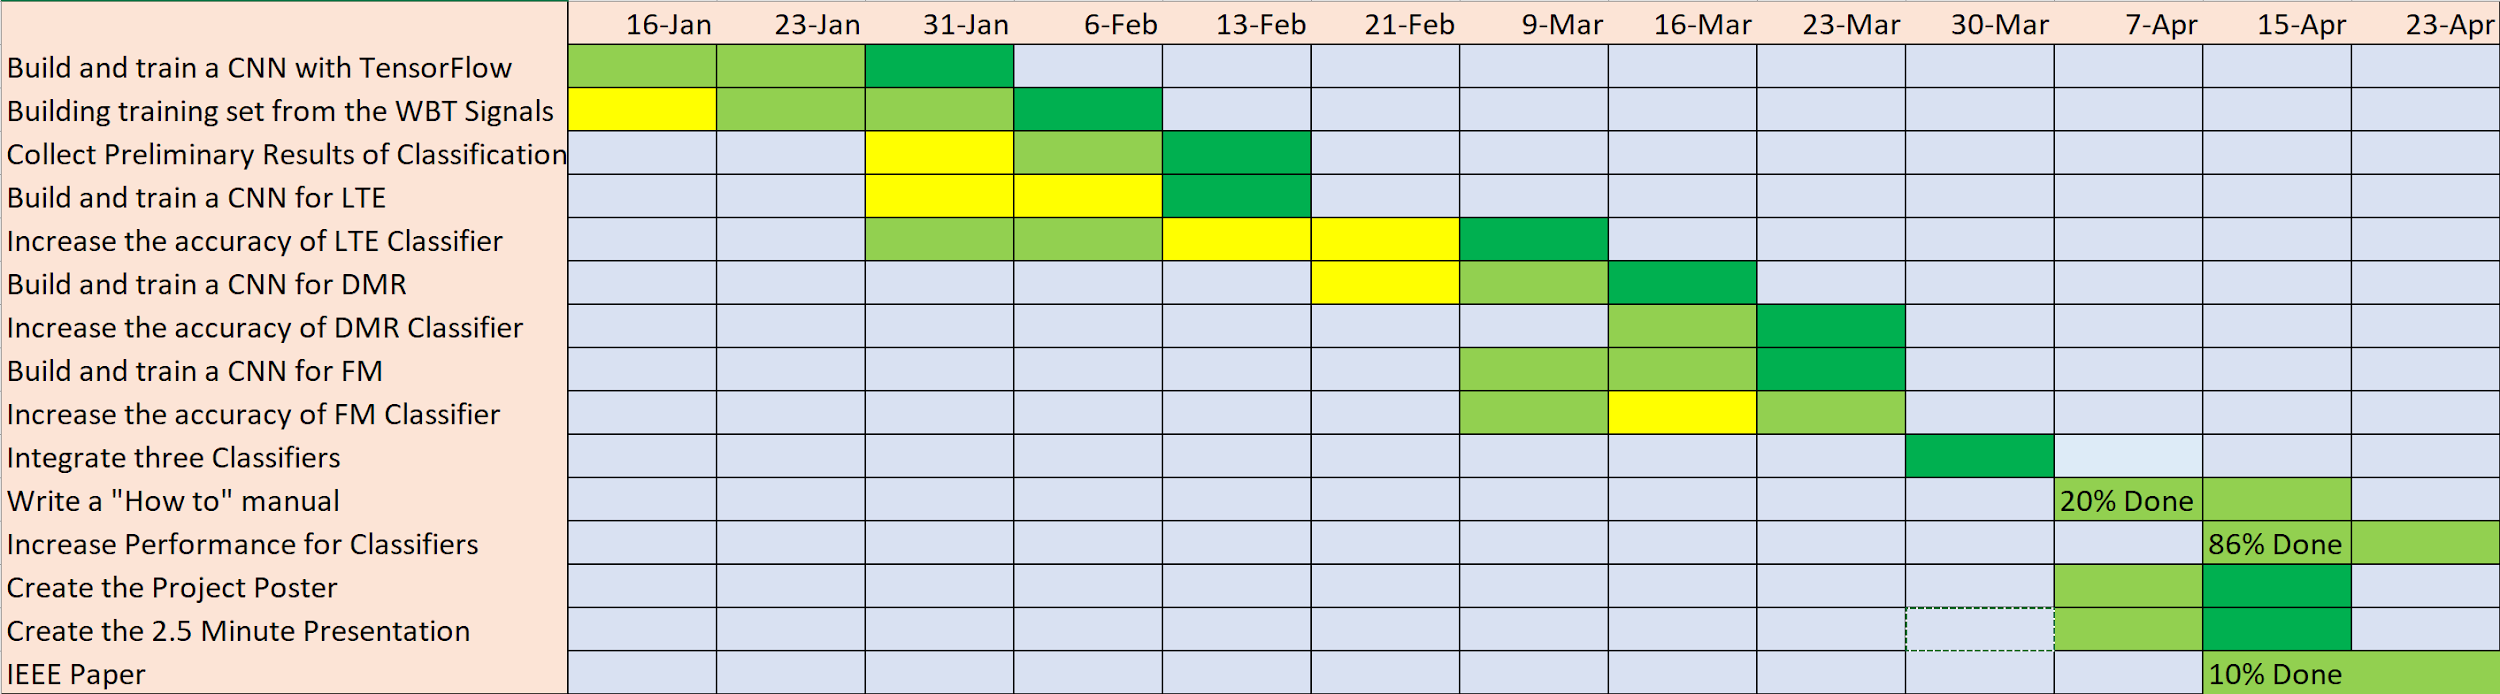 16-Jan 23-Jan 31-Jan 6-Feb 13-Feb 21-Feb 9-Mar 16-Mar 23-Mar 30-Mar 7-Apr 15-Apr 23-Apr
Build and train a CNN with TensorFlow
Building training set from the WBT Signals
Collect Preliminary Results of Classification
Build and train a CNN for LTE
Increase the accuracy of LTE Classifier
Build and train a CNN for DMR
Increase the accuracy of DMR Classifier
Build and train a CNN for FM
Increase the accuracy of FM Classifier
Integrate three Classifiers
Write a "How to" manual 20% Done
Increase Performance for Classifiers 86% Done
Create the Project Poster
Create the 2.5 Minute Presentation
IEEE Paper 10% Done